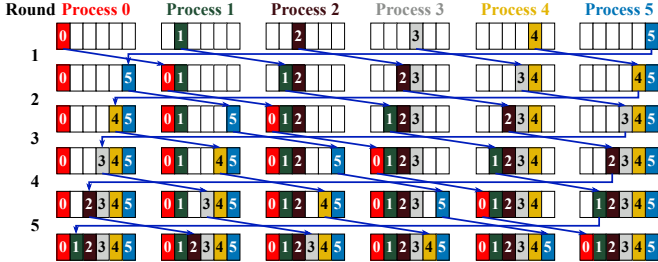 Round Process 0 Process 1 Process 2 Process 3 Process 4 Process 5
0 1 2 3 4 5
1
5 0 1 1 2 2 3 3 4 4 5
2
4 5 0 1 5 0 1 2 1 2 3 2 3 4 3 4 5
3
3 4 5 0 1 4 5 0 1 2 5 0 1 2 3 1 2 3 4 2 3 4 5
4
2 3 4 5 0 1 3 4 5 0 1 2 4 5 0 1 2 3 5 0 1 2 3 4 1 2 3 4 5
5
0 1 2 3 4 5 0 1 2 3 4 5 0 1 2 3 4 5 0 1 2 3 4 5 0 1 2 3 4 5 0 1 2 3 4 5